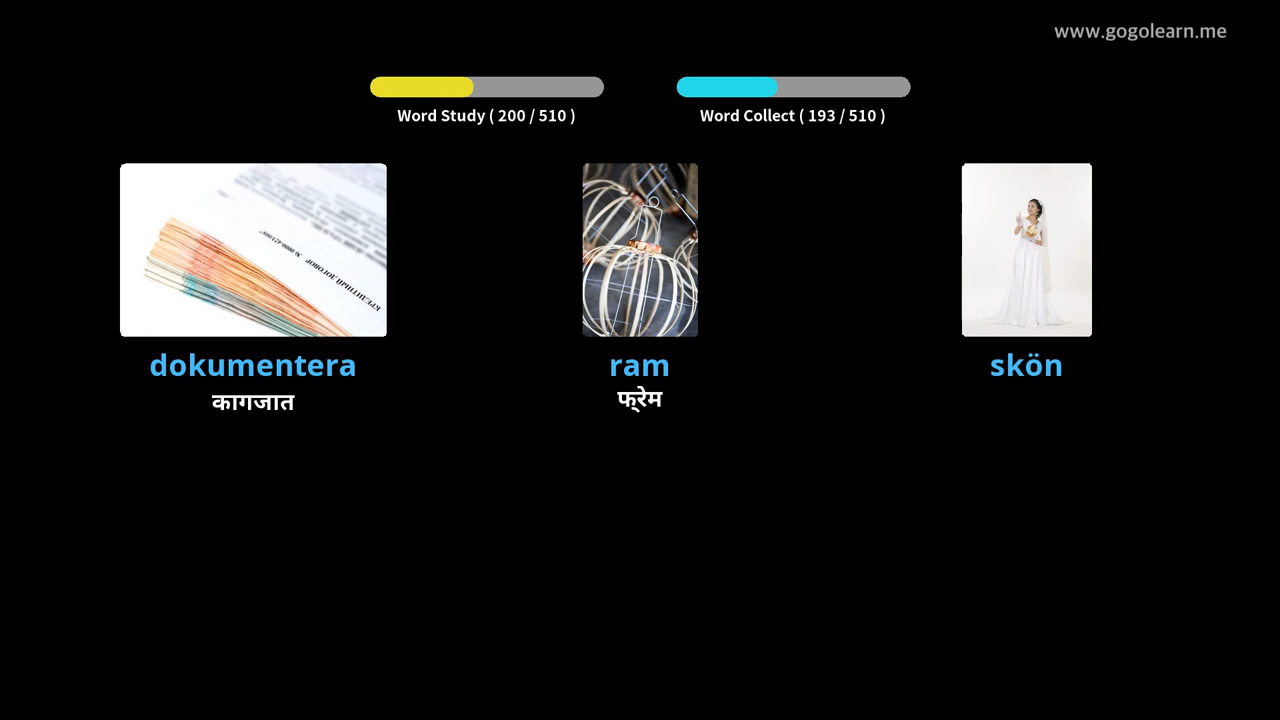 www.gogolearn.me
Word Study ( 200 / 510 )
Word Collect ( 193 / 510 )
dokumentera
कागजात
ram
फ्रेम
skön